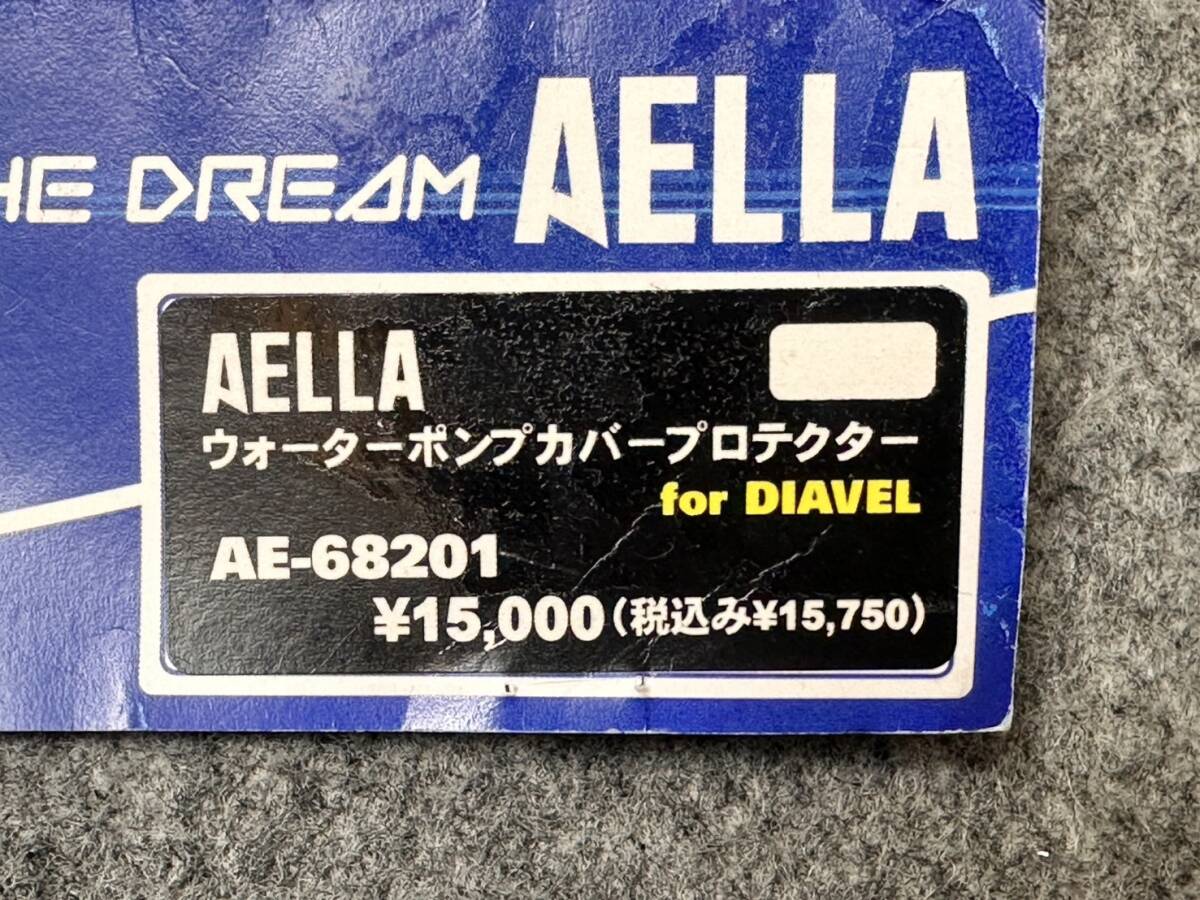 HE DREAM AELLA
AELLA
ウォーターポンプカバープロテクター
for DIAVEL
AE-68201
¥15,000(税込み¥15,750)